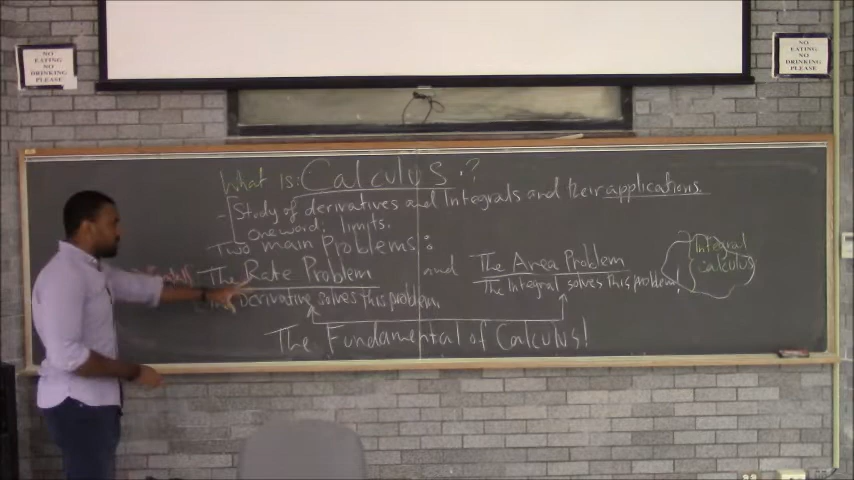 NO
EATING
NO
DRINKING
PLEASE
NO
EATING
NO
DRINKING
PLEASE
What is: Calculus?
- Study of derivatives and Integrals and their applications.
One word: limits.
Two main Problems:
The Rate Problem and The Area Problem
derivative solves this problem,
The Integral solves this problem!
Integral
Calculus
The Fundamental of Calculus!